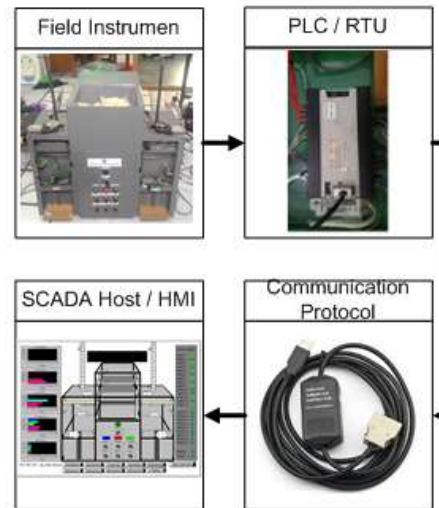 Field Instrumen
PLC / RTU
SCADA Host / HMI
Communication
Protocol